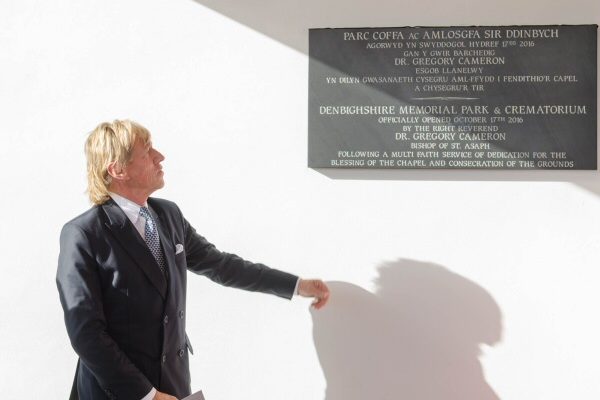 PARC COFFA AC AMLOSGFA SIR DDINBYCH
AGORWYD YN SWYDDOGOL HYDREF 17EG 2016
GAN Y GWIR BARCHEDIG
DR. GREGORY CAMERON
ESGOB LLANELWY
YN DILYN GWASANAETH CYSEGRU AML-FFYDD I FENDITHIO'R CAPEL
A CHYSEGRU'R TIR
DENBIGHSHIRE MEMORIAL PARK & CREMATORIUM
OFFICIALLY OPENED OCTOBER 17TH 2016
BY THE RIGHT REVEREND
DR. GREGORY CAMERON
BISHOP OF ST. ASAPH
FOLLOWING A MULTI FAITH SERVICE OF DEDICATION FOR THE
BLESSING OF THE CHAPEL AND CONSECRATION OF THE GROUNDS